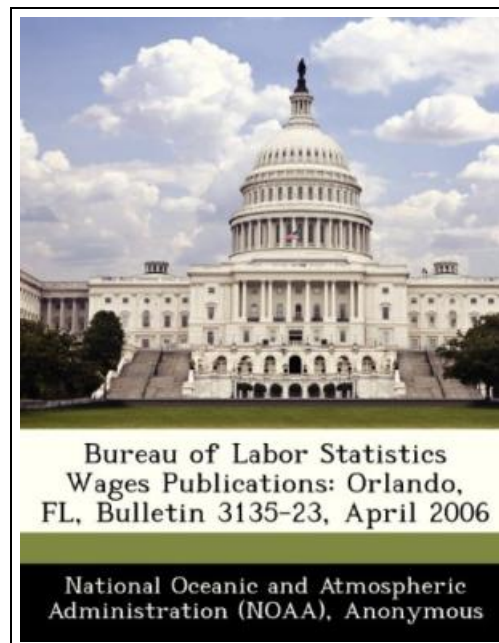 Bureau of Labor Statistics
Wages Publications: Orlando,
FL, Bulletin 3135-23, April 2006
National Oceanic and Atmospheric
Administration (NOAA), Anonymous